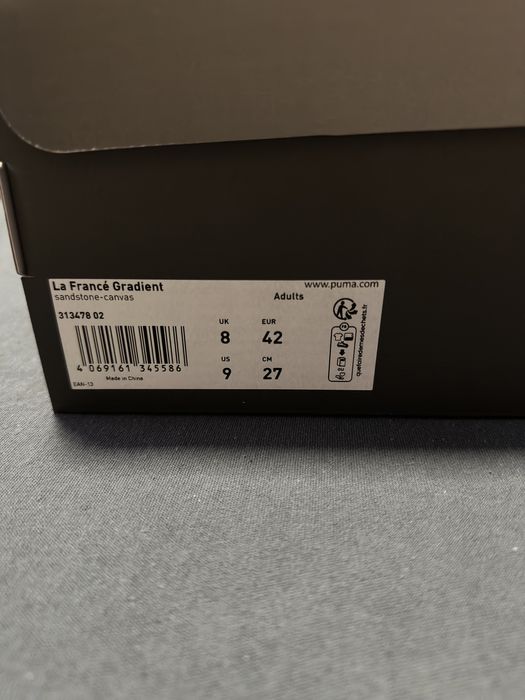 La Francé Gradient
www.puma.com
sandstone-canvas
Adults
313478 02
UK EUR
8 42
US CM
9 27
4 069161 345586
Made in China
EAN-13
FR
quefairedemesdechets.fr